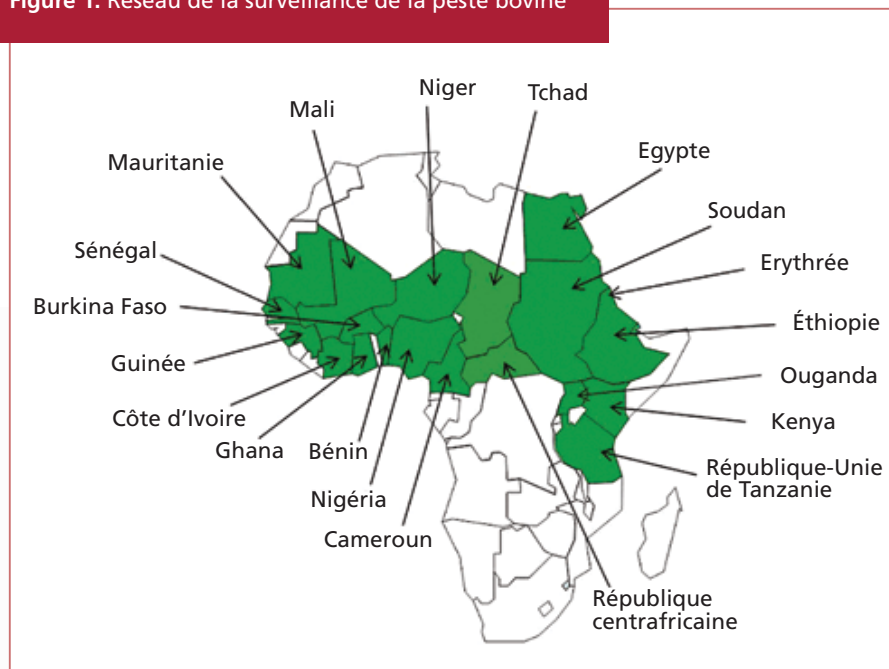 Figure 1. Réseau de la surveillance de la peste bovine
Niger
Tchad
Mali
Egypte
Mauritanie
Soudan
Sénégal
Erythrée
Burkina Faso
Éthiopie
Guinée
Ouganda
Côte d'Ivoire
Kenya
Ghana
Bénin
République-Unie
de Tanzanie
Nigéria
Cameroun
République
centrafricaine